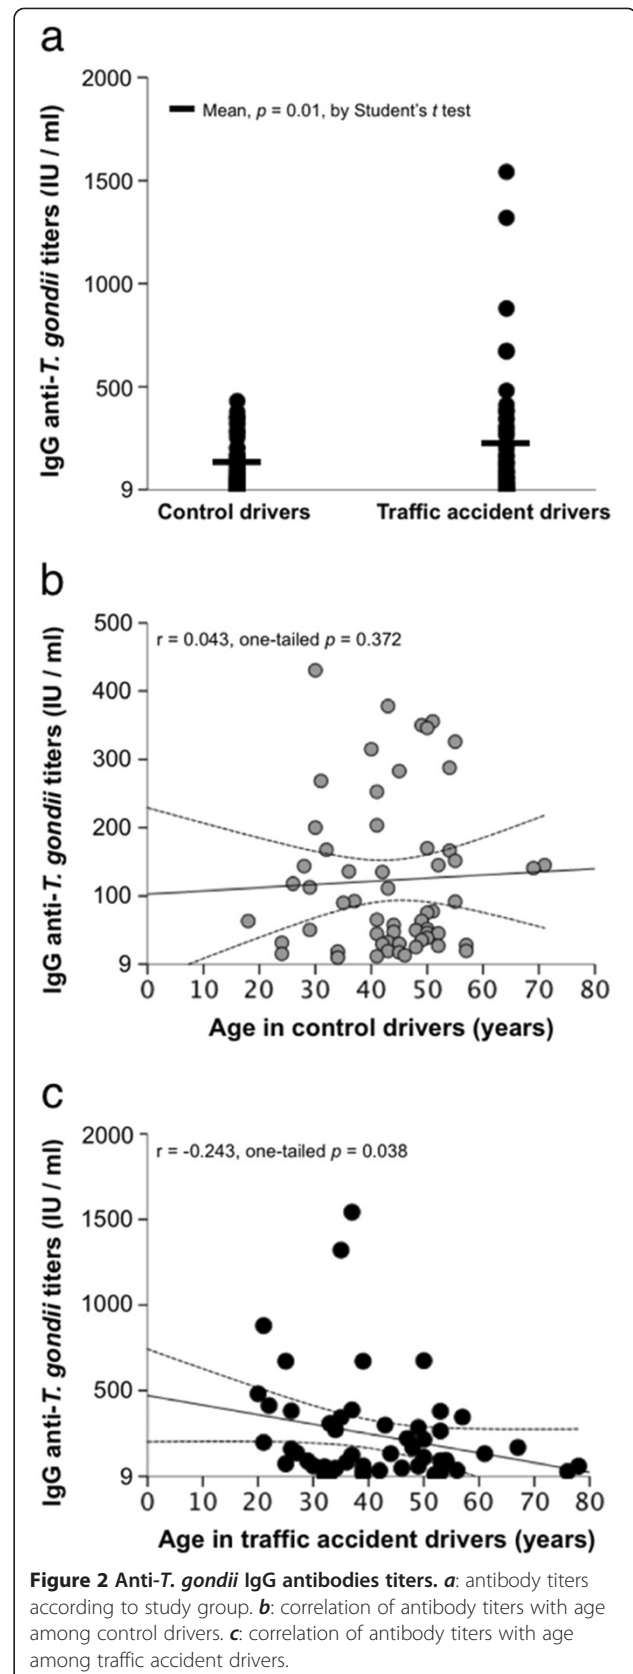 a
IgG anti-T. gondii titers (IU / ml)
2000
1500
1000
500
9
Mean, p = 0.01, by Student's t test
Control drivers
Traffic accident drivers
b
IgG anti-T. gondii titers (IU / ml)
500
400
300
200
100
9
r = 0.043, one-tailed p = 0.372
0 10 20 30 40 50 60 70 80
Age in control drivers (years)
c
IgG anti-T. gondii titers (IU / ml)
2000
1500
1000
500
9
r = -0.243, one-tailed p = 0.038
0 10 20 30 40 50 60 70 80
Age in traffic accident drivers (years)
Figure 2 Anti-T. gondii IgG antibodies titers. a: antibody titers
according to study group. b: correlation of antibody titers with age
among control drivers. c: correlation of antibody titers with age
among traffic accident drivers.